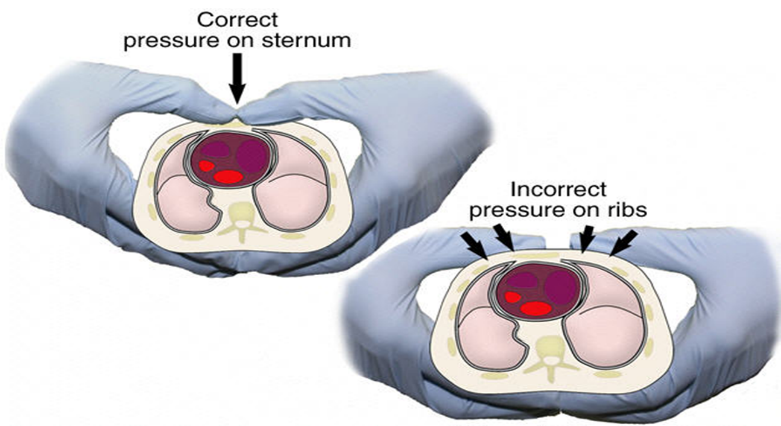 Correct
pressure on sternum
Incorrect
pressure on ribs